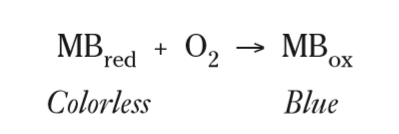 MB_red + O_2 → MB_ox
Colorless Blue